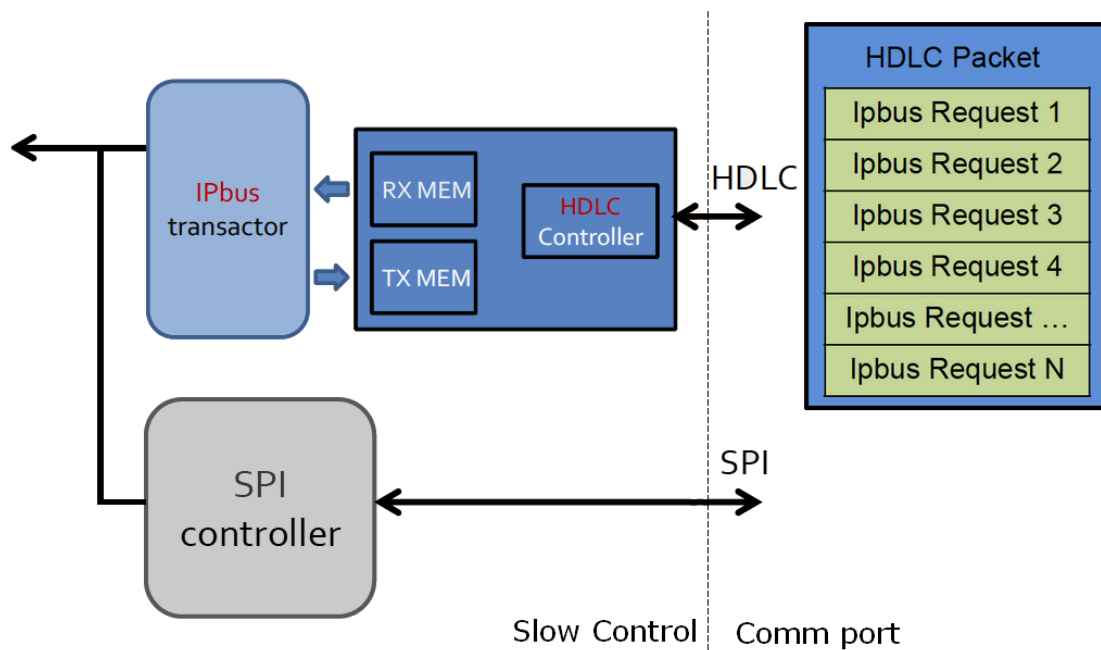 IPbus
transactor
RX MEM
TX MEM
HDLC
Controller
HDLC
HDLC Packet
Ipbus Request 1
Ipbus Request 2
Ipbus Request 3
Ipbus Request 4
Ipbus Request ...
Ipbus Request N
SPI
controller
SPI
Slow Control
Comm port